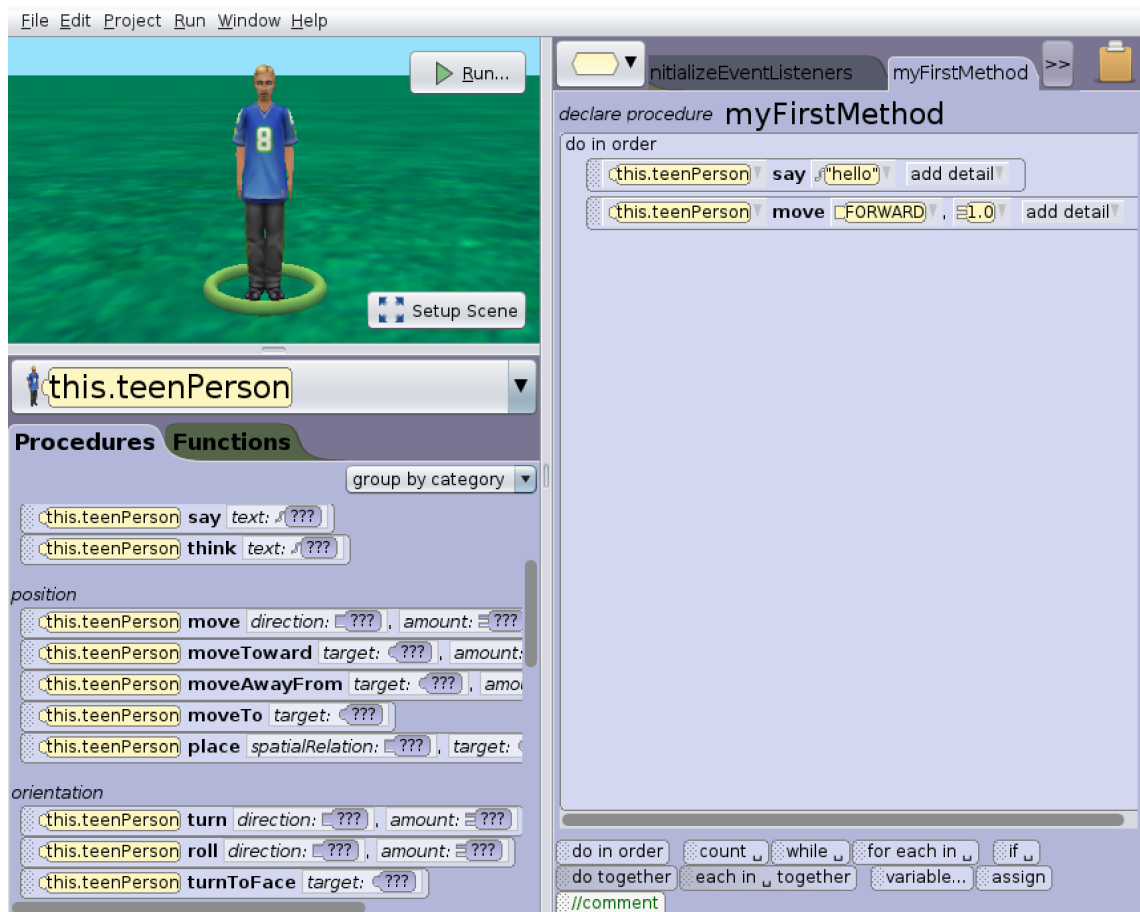 File Edit Project Run Window Help
Run...
8
Setup Scene
nitializeEventListeners
myFirstMethod
>>
declare procedure myFirstMethod
do in order
this.teenPerson say "hello" add detail
this.teenPerson move FORWARD , 1.0 add detail
this.teenPerson
Procedures Functions
group by category
this.teenPerson say text: ???
this.teenPerson think text: ???
position
this.teenPerson move direction: ??? , amount: ???
this.teenPerson moveToward target: ??? , amount:
this.teenPerson moveAwayFrom target: ??? , amou
this.teenPerson moveTo target: ???
this.teenPerson place spatialRelation: ??? , target:
orientation
this.teenPerson turn direction: ??? , amount: ???
this.teenPerson roll direction: ??? , amount: ???
this.teenPerson turnToFace target: ???
do in order count ␣ while ␣ for each in ␣ if ␣
do together each in ␣ together variable... assign
//comment